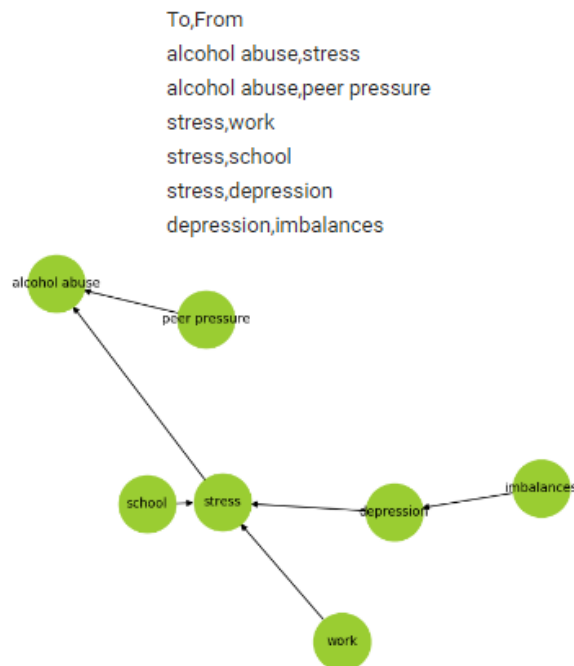 To,From
alcohol abuse,stress
alcohol abuse,peer pressure
stress,work
stress,school
stress,depression
depression,imbalances
alcohol abuse
peer pressure
school
stress
depression
imbalances
work